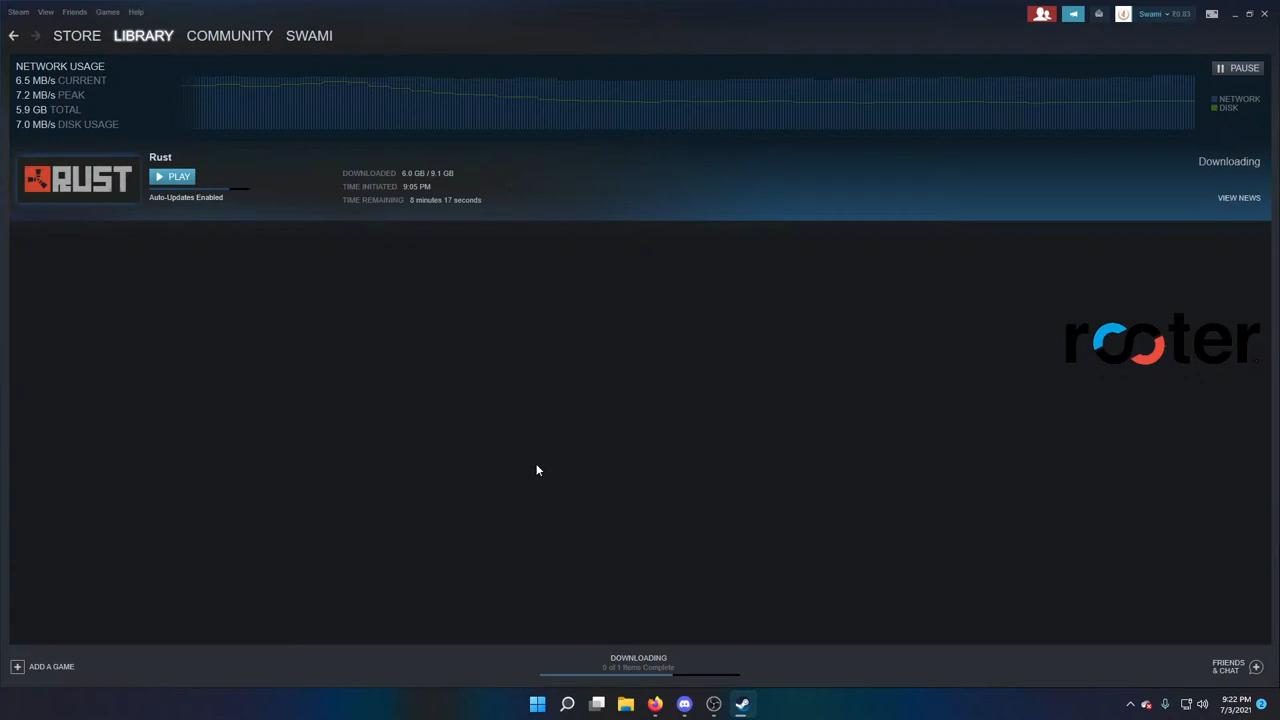 Steam View Friends Games Help
Swami ₹0.83
STORE LIBRARY COMMUNITY SWAMI
NETWORK USAGE
6.5 MB/s CURRENT
7.2 MB/s PEAK
5.9 GB TOTAL
7.0 MB/s DISK USAGE
PAUSE
NETWORK
DISK
Rust
RUST
PLAY
Auto-Updates Enabled
DOWNLOADED 6.0 GB / 9.1 GB
TIME INITIATED 9:05 PM
TIME REMAINING 8 minutes 17 seconds
Downloading
VIEW NEWS
rooter
ADD A GAME
DOWNLOADING
0 of 1 Items Complete
FRIENDS
& CHAT
9:22 PM
7/3/2021
2